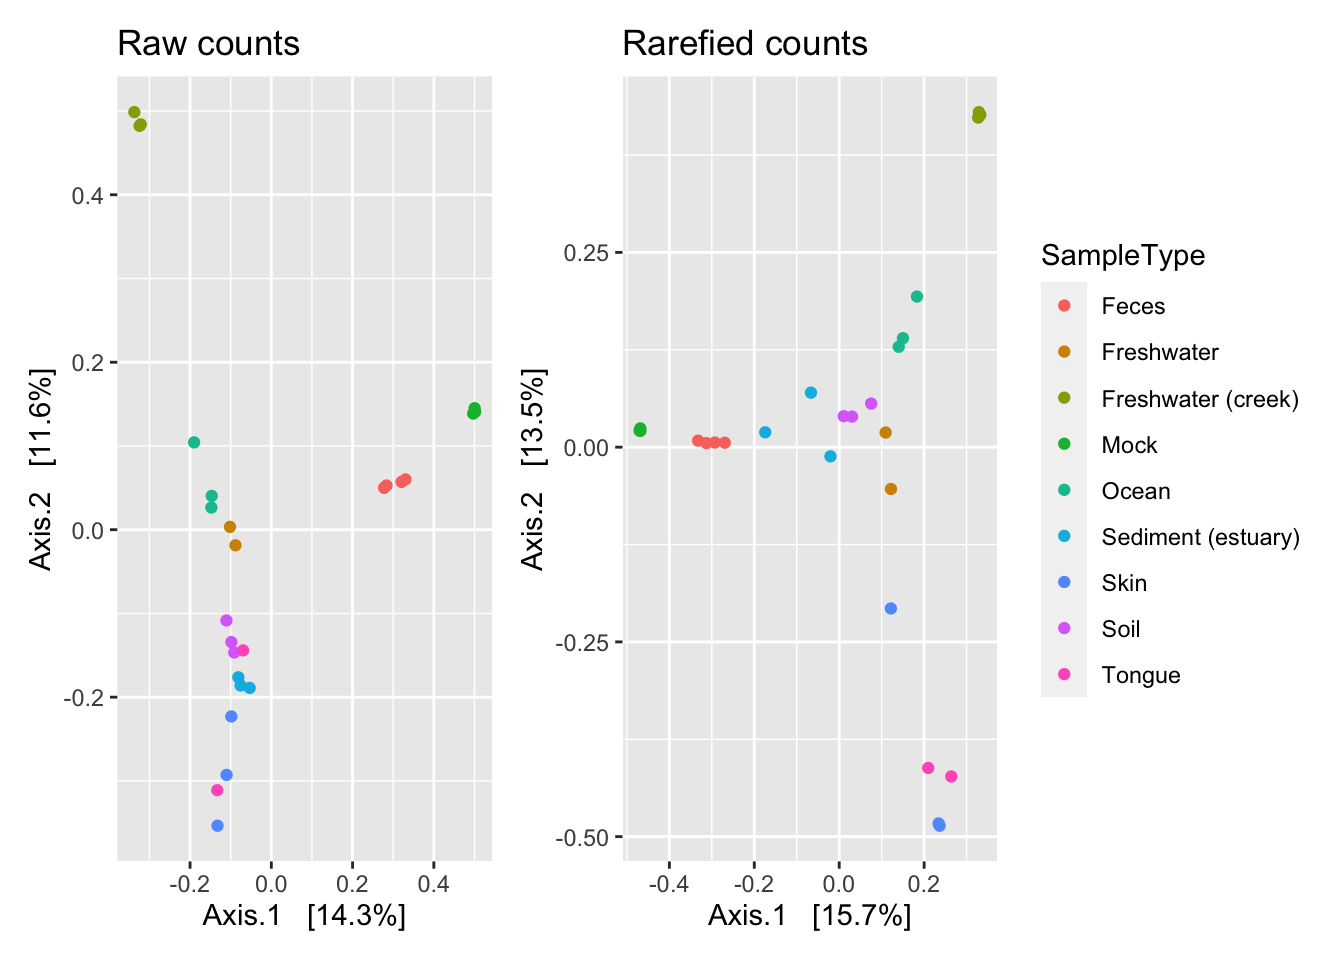 Raw counts
Axis.2   [11.6%]
0.4
0.2
0.0
-0.2
-0.2
0.0
0.2
0.4
Axis.1   [14.3%]
Rarefied counts
Axis.2   [13.5%]
0.25
0.00
-0.25
-0.50
-0.4
-0.2
0.0
0.2
Axis.1   [15.7%]
SampleType
Feces
Freshwater
Freshwater (creek)
Mock
Ocean
Sediment (estuary)
Skin
Soil
Tongue